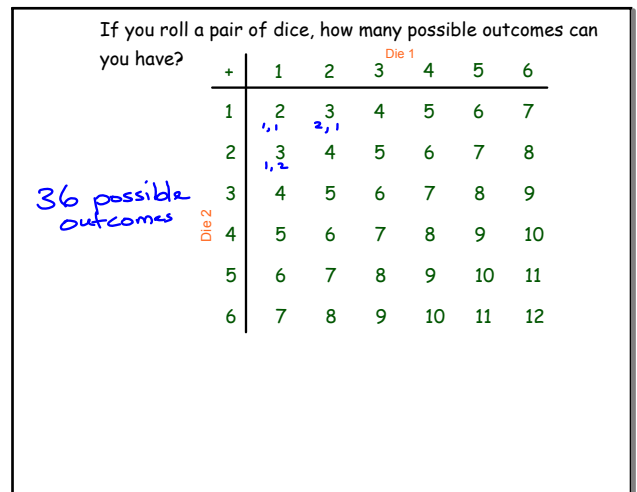 If you roll a pair of dice, how many possible outcomes can
you have?
Die 1
+ 1 2 3 4 5 6
1 2 3 4 5 6 7
1,1 2,1
2 3 4 5 6 7 8
1,2
3 4 5 6 7 8 9
4 5 6 7 8 9 10
5 6 7 8 9 10 11
6 7 8 9 10 11 12
Die 2
36 possible
outcomes